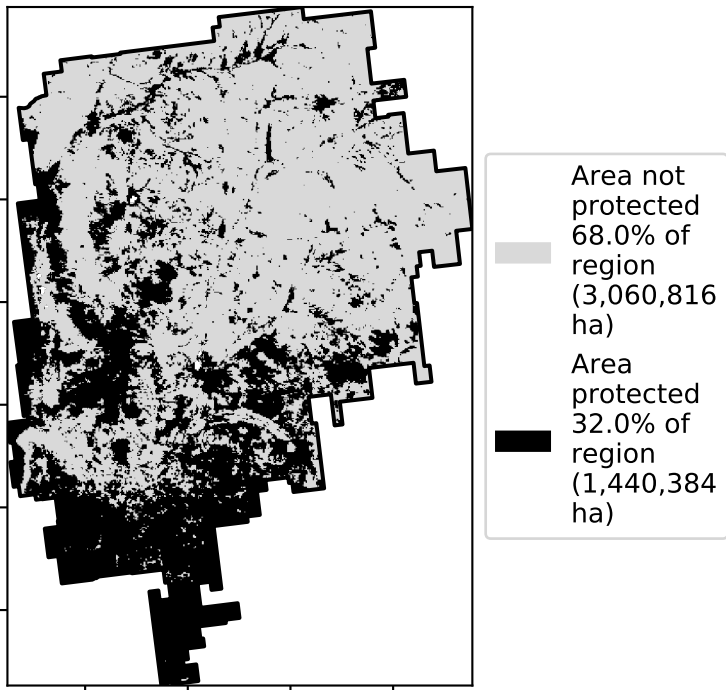 Area not
protected
68.0% of
region
(3,060,816
ha)
Area
protected
32.0% of
region
(1,440,384
ha)